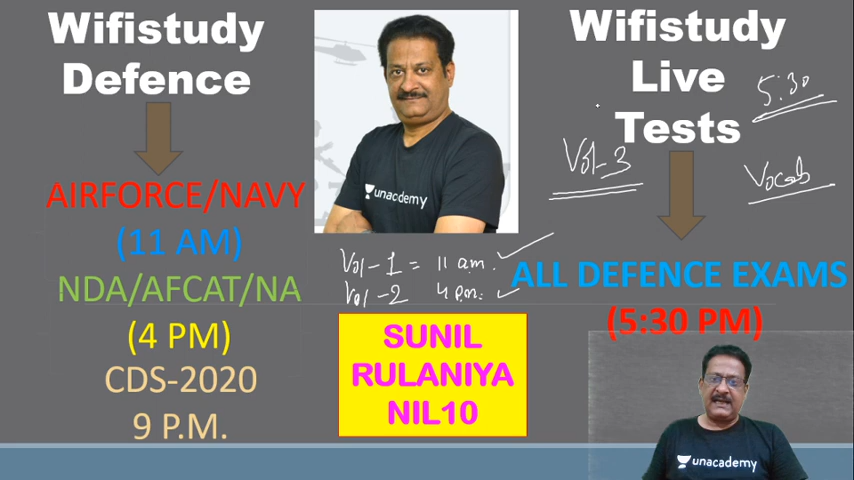 Wifistudy
Defence
AIRFORCE/NAVY
(11 AM)
NDA/AFCAT/NA
(4 PM)
CDS-2020
9 P.M.
unacademy
Vol-1 = 11 am.
Vol-2 4 p.m.
SUNIL
RULANIYA
NIL10
Wifistudy
Live
Tests
5:30
Vol-3
Vocab
ALL DEFENCE EXAMS
(5:30 PM)
unacademy